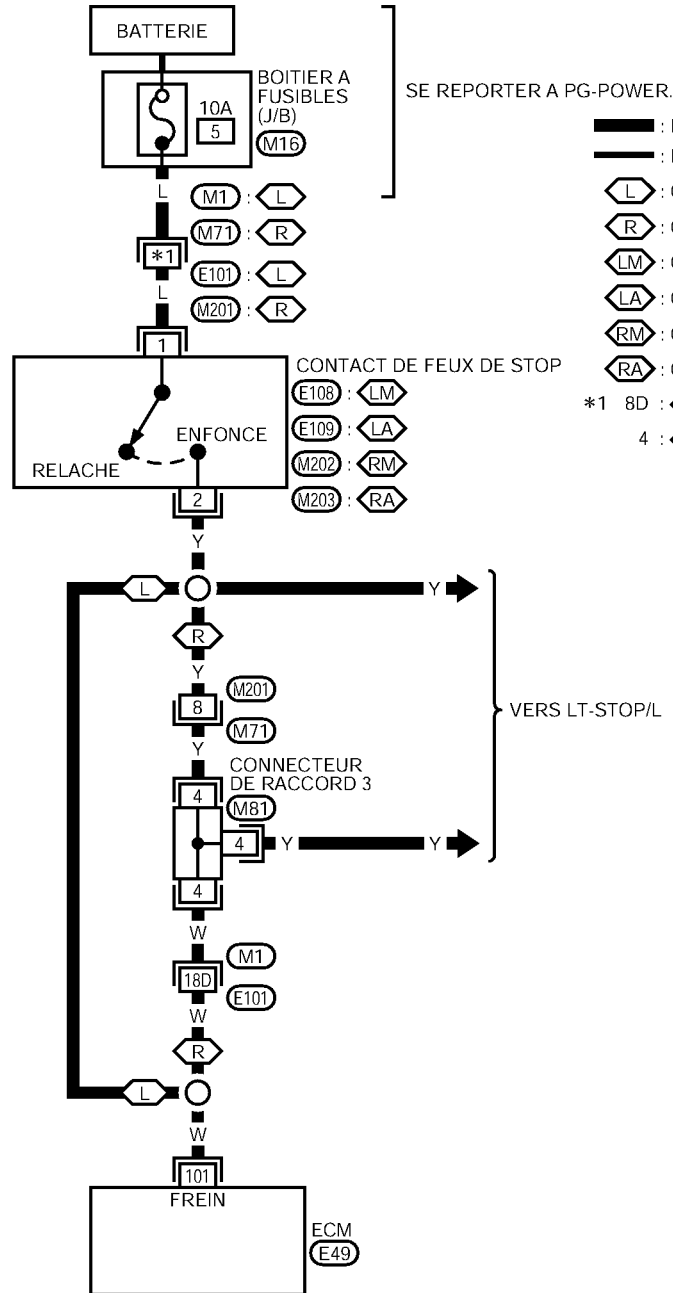 BATTERIE
BOITIER A
FUSIBLES
(J/B)
M16
10A
5
SE REPORTER A PG-POWER.
L
M1 : L
M71 : R
*1
E101 : L
M201 : R
L
1
CONTACT DE FEUX DE STOP
E108 : LM
E109 : LA
M202 : RM
M203 : RA
ENFONCE
RELACHE
2
Y
L
Y
R
Y
8
M201
M71
Y
VERS LT-STOP/L
CONNECTEUR
DE RACCORD 3
M81
4
4
Y
Y
4
W
M1
18D
E101
W
R
L
W
101
FREIN
ECM
E49
L :
R :
LM :
LA :
RM :
RA :
*1 8D :
4 :